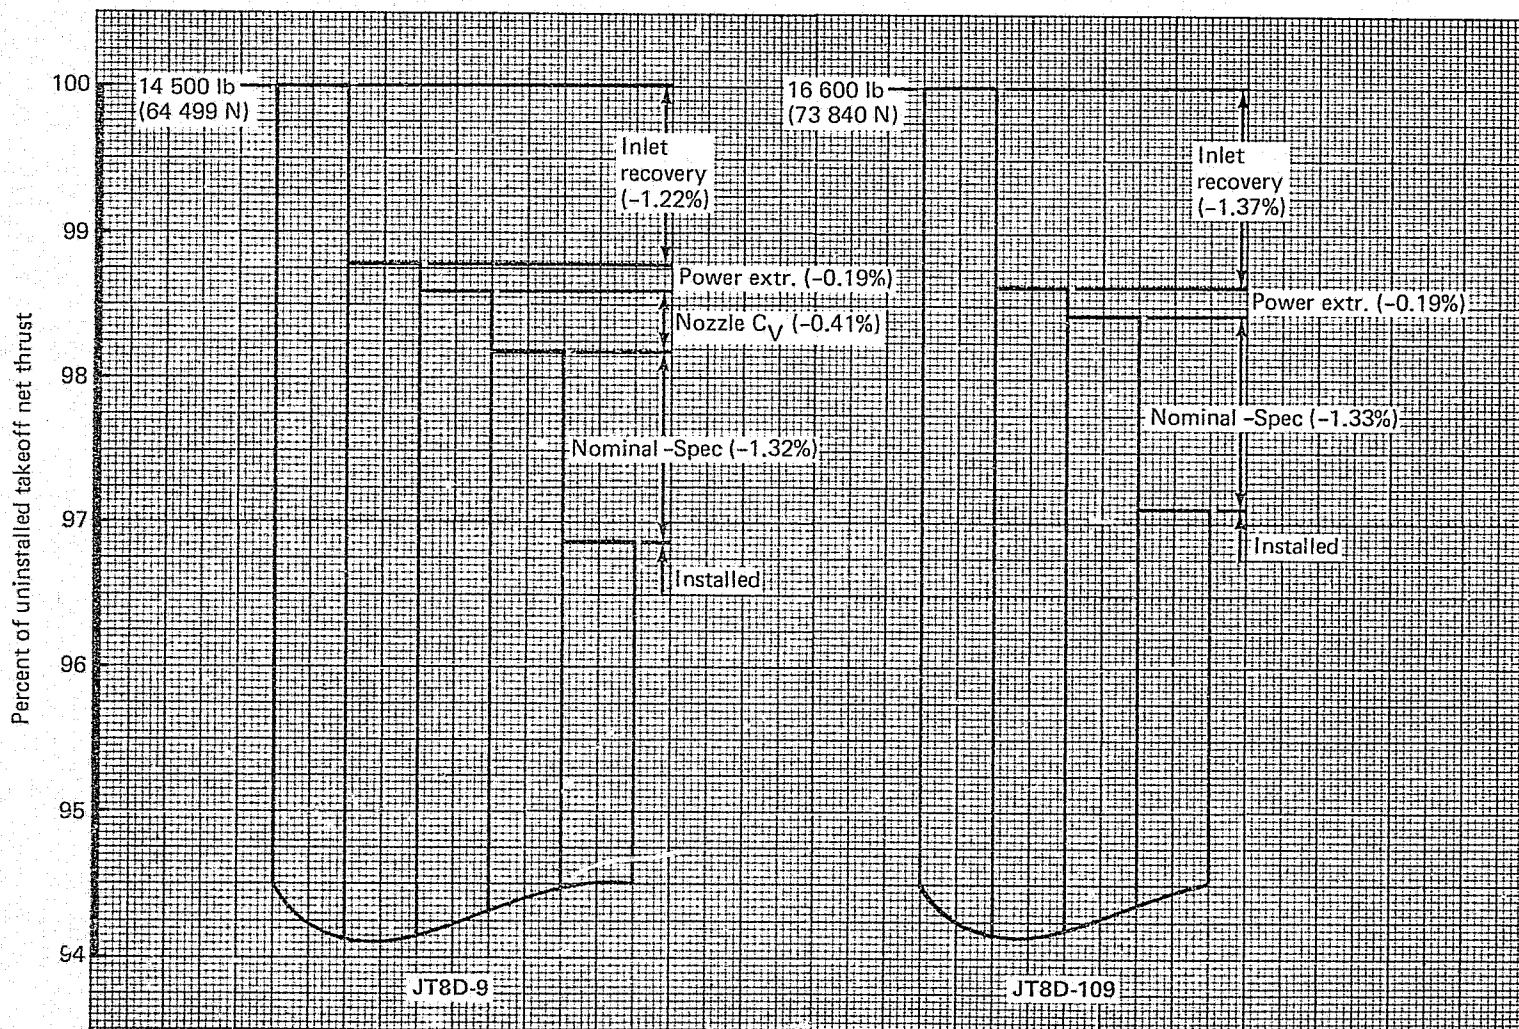 Percent of uninstalled takeoff net thrust
100
99
98
97
96
95
94
14 500 lb
(64 499 N)
Inlet
recovery
(−1.22%)
Power extr. (−0.19%)
Nozzle CV (−0.41%)
Nominal –Spec (−1.32%)
Installed
JT8D-9
16 600 lb
(73 840 N)
Inlet
recovery
(−1.37%)
Power extr. (−0.19%)
Nominal –Spec (−1.33%)
Installed
JT8D-109